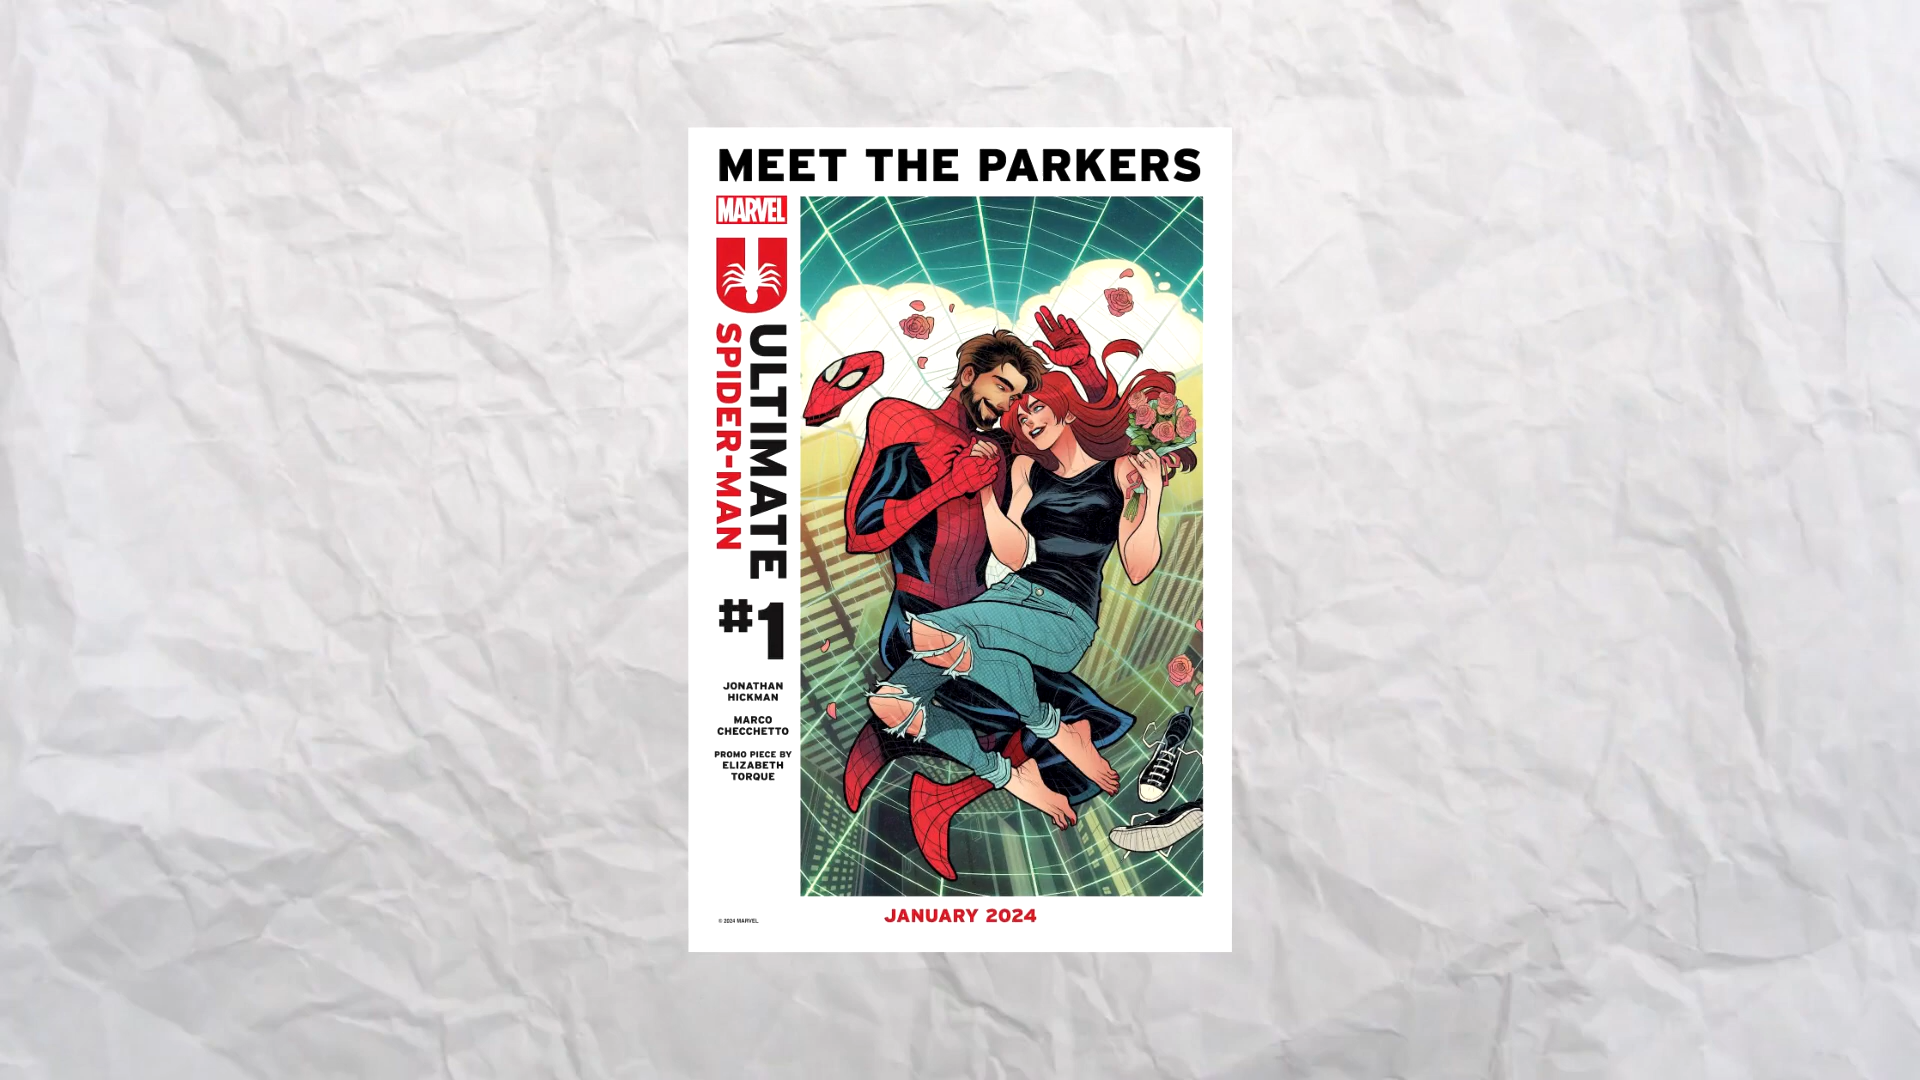 MEET THE PARKERS
MARVEL
ULTIMATE
SPIDER-MAN
#1
JONATHAN
HICKMAN
MARCO
CHECCHETTO
PROMO PIECE BY
ELIZABETH
TORQUE
© 2024 MARVEL
JANUARY 2024